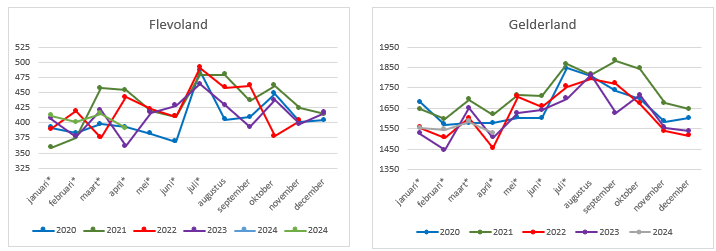 Flevoland
525
500
475
450
425
400
375
350
325
januari*
februari*
maart*
april*
mei*
juni*
juli*
augustus
september
oktober
november
december
2020 2021 2022 2023 2024 2024
Gelderland
1950
1850
1750
1650
1550
1450
1350
januari*
februari*
maart*
april*
mei*
juni*
juli*
augustus
september
oktober
november
december
2020 2021 2022 2023 2024